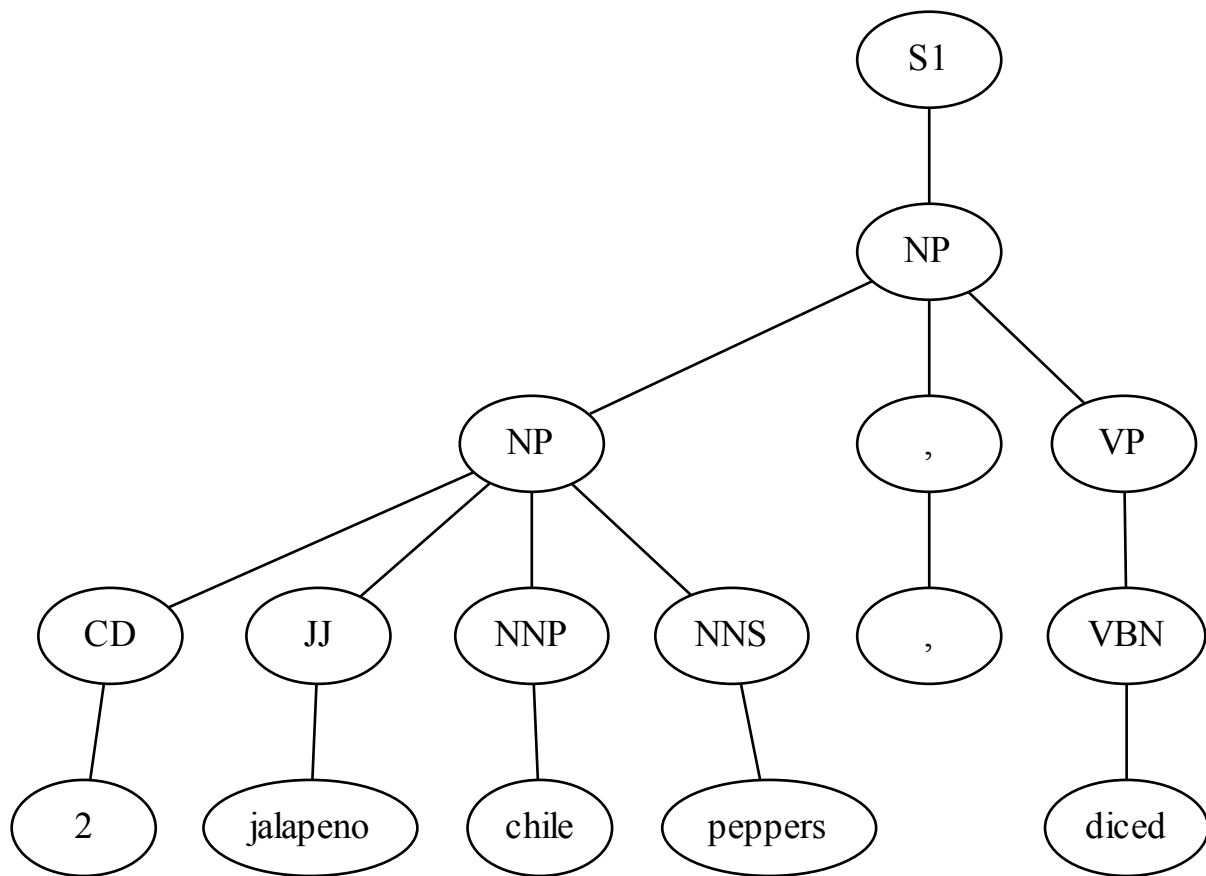 S1
NP
NP , VP
CD JJ NNP NNS , VBN
2 jalapeno chile peppers diced